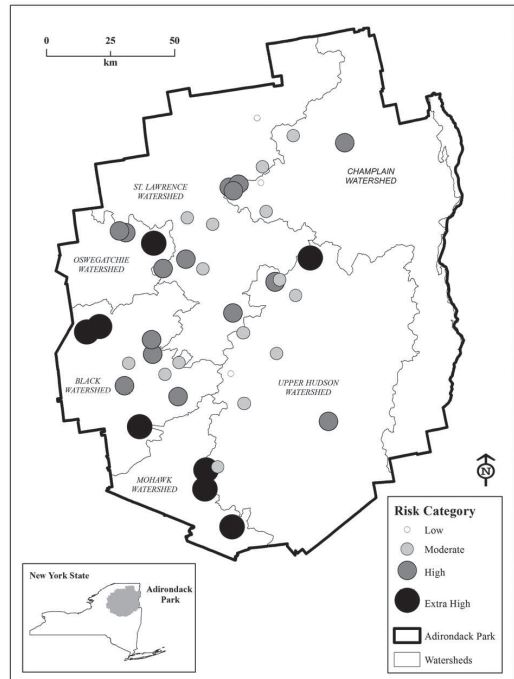 0 50
km
CHAMPLAIN
WATERSHED
ST. LAWRENCE
WATERSHED
OSWEGATCHIE
WATERSHED
BLACK
WATERSHED
UPPER HUDSON
WATERSHED
MOHAWK
WATERSHED
N
Risk Category
Low
Moderate
High
Extra High
Adirondack Park
Watersheds
New York State
Adirondack
Park